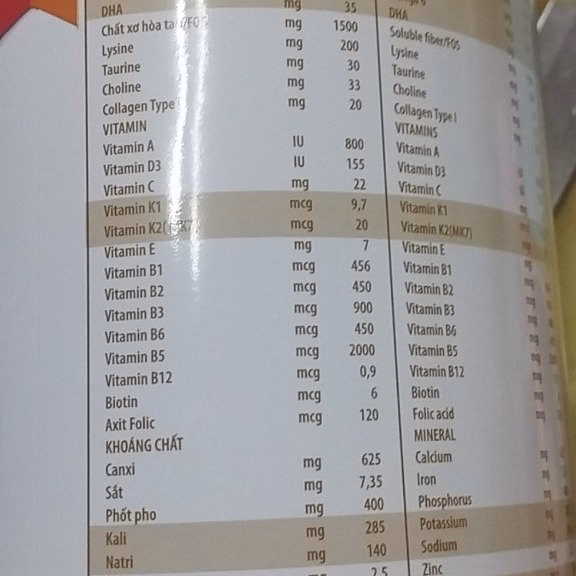 DHA mg 35
Chất xơ hòa tan/FOS mg 1500
Lysine mg 200
Taurine mg 30
Choline mg 33
Collagen Type mg 20
VITAMIN
Vitamin A IU 800
Vitamin D3 IU 155
Vitamin C mg 22
Vitamin K1 mcg 9,7
Vitamin K2(MK7) mcg 20
Vitamin E mg 7
Vitamin B1 mcg 456
Vitamin B2 mcg 450
Vitamin B3 mcg 900
Vitamin B6 mcg 450
Vitamin B5 mcg 2000
Vitamin B12 mcg 0,9
Biotin mcg 6
Axit Folic mcg 120
KHOÁNG CHẤT
Canxi mg 625
Sắt mg 7,35
Phốt pho mg 400
Kali mg 285
Natri mg 140
2,5
DHA
Soluble fiber/FOS
Lysine
Taurine
Choline
Collagen Type I
VITAMINS
Vitamin A
Vitamin D3
Vitamin C
Vitamin K1
Vitamin K2(MK7)
Vitamin E
Vitamin B1
Vitamin B2
Vitamin B3
Vitamin B6
Vitamin B5
Vitamin B12
Biotin
Folic acid
MINERAL
Calcium
Iron
Phosphorus
Potassium
Sodium
Zinc